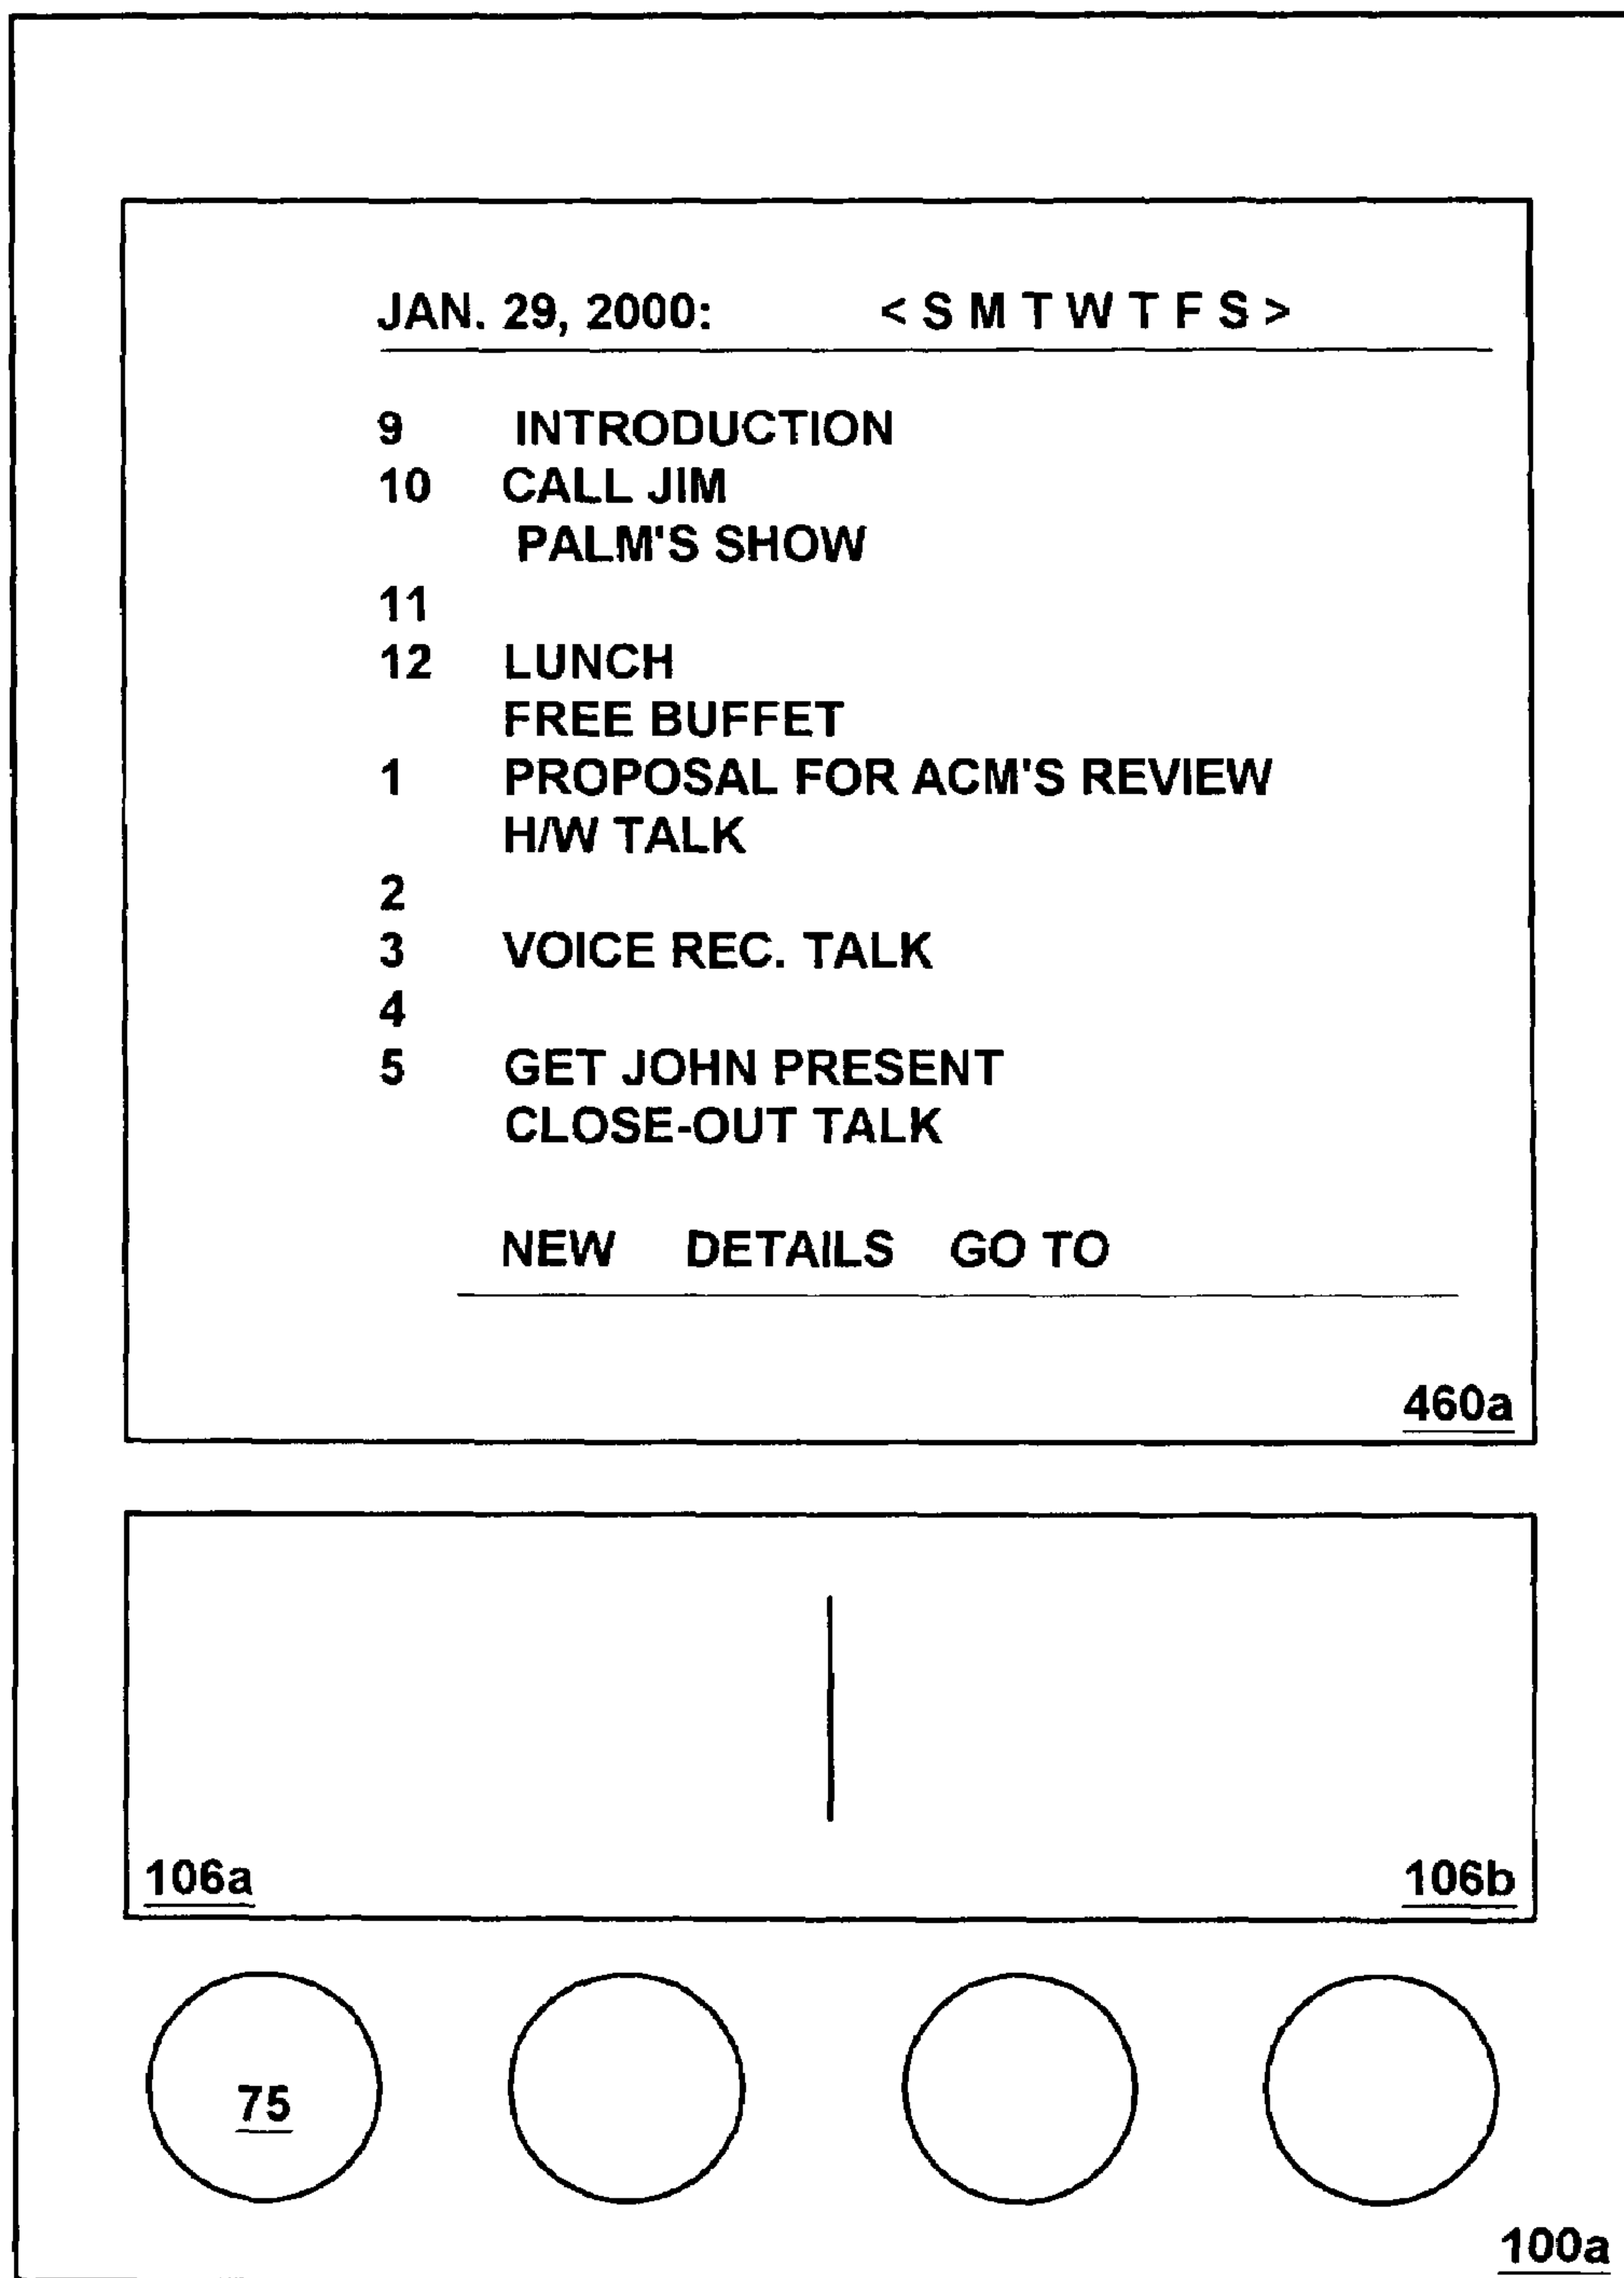 JAN. 29, 2000: < S M T W T F S >
9 INTRODUCTION
10 CALL JIM
PALM'S SHOW
11
12 LUNCH
FREE BUFFET
1 PROPOSAL FOR ACM'S REVIEW
H/W TALK
2
3 VOICE REC. TALK
4
5 GET JOHN PRESENT
CLOSE-OUT TALK
NEW DETAILS GO TO
460a
106a 106b
75
100a